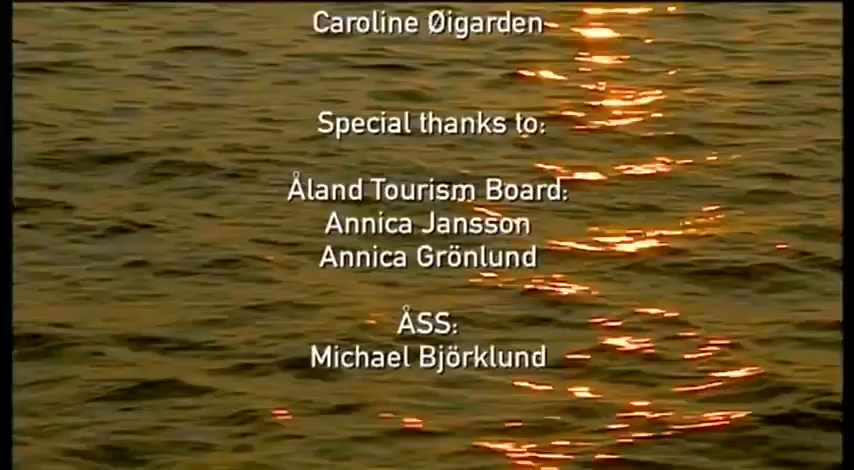 Caroline Øigarden
Special thanks to:
Åland Tourism Board:
Annica Jansson
Annica Grönlund
ÅSS:
Michael Björklund